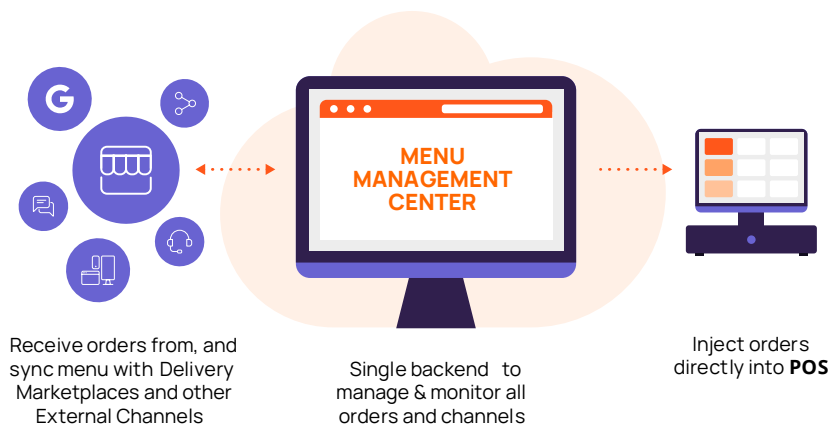 G
MENU
MANAGEMENT
CENTER
Receive orders from, and
sync menu with Delivery
Marketplaces and other
External Channels
Single backend to
manage & monitor all
orders and channels
Inject orders
directly into POS